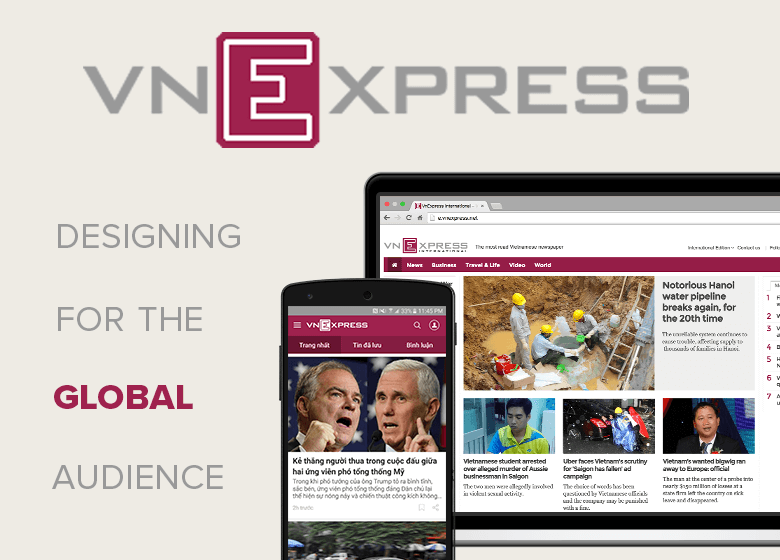 VNEXPRESS
DESIGNING
FOR THE
GLOBAL
AUDIENCE
VnExpress International -
e.vnexpress.net
VNEXPRESS
INTERNATIONAL
The most read Vietnamese newspaper
International Edition
Contact us
News Business Travel & Life Video World
Notorious Hanoi
water pipeline
breaks again, for
the 20th time
The unreliable system continues to
cause trouble, affecting supply to
thousands of families in Hanoi.
1
2
3
4
5
6
7
Vietnamese student arrested
over alleged murder of Aussie
businessman in Saigon
The two men were allegedly involved
in violent sexual activity.
Uber faces Vietnam's scrutiny
for 'Saigon has fallen' ad
campaign
The choice of words has been
questioned by Vietnamese officials
and the company may be punished
with a fine.
Vietnam's wanted bigwig ran
away to Europe: official
The man at the center of a probe into
nearly $150 million of losses at a
state firm left the country on sick
leave and disappeared.
33% 11:45 PM
VNEXPRESS
Trang nhất Tin đã lưu Bình luận
Kẻ thắng người thua trong cuộc đấu giữa
hai ứng viên phó tổng thống Mỹ
Trong khi phó tướng của ông Trump tỏ ra bình tĩnh,
sắc bén, ứng viên phó tổng thống đảng Dân chủ lại
thể hiện sự nóng nảy và chiến thuật công kích không...
2h trước